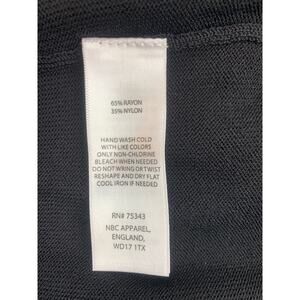 65% RAYON
35% NYLON
HAND WASH COLD
WITH LIKE COLORS
ONLY NON-CHLORINE
BLEACH WHEN NEEDED
DO NOT WRING OR TWIST
RESHAPE AND DRY FLAT
COOL IRON IF NEEDED
RN# 75343
NBC APPAREL,
ENGLAND,
WD17 1TX